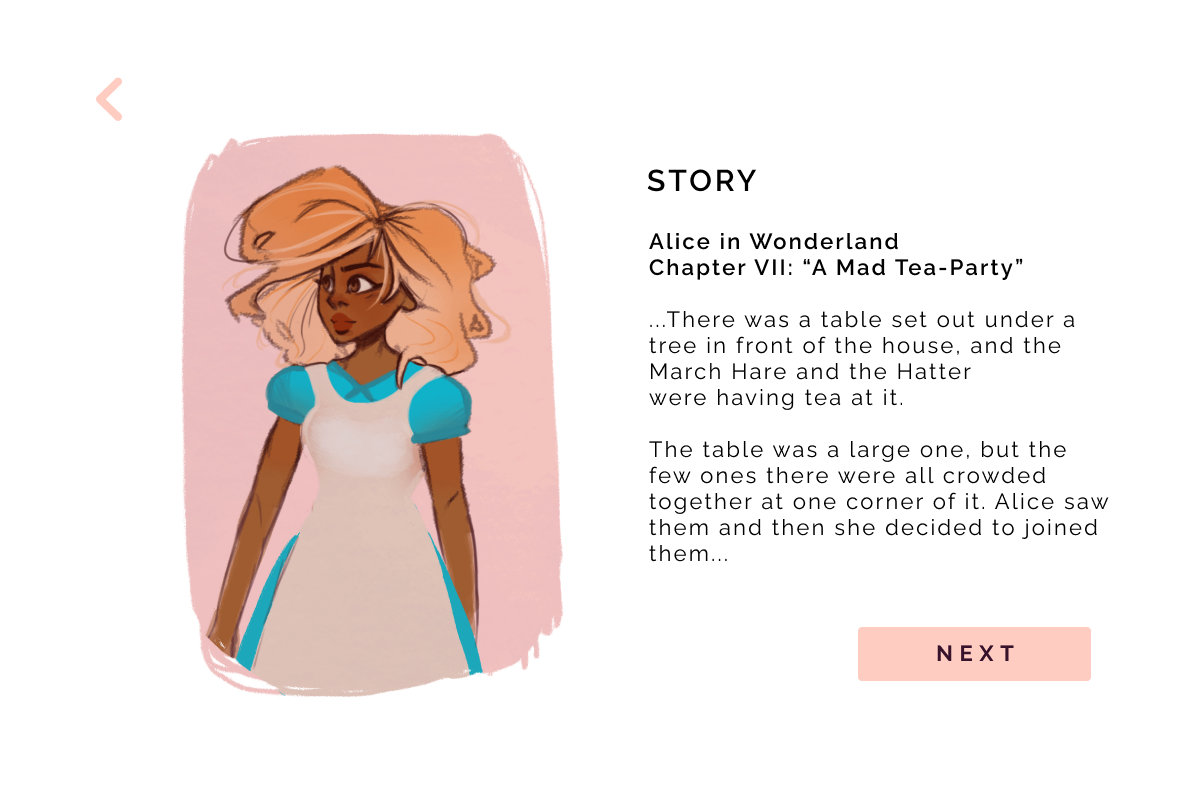 STORY
Alice in Wonderland
Chapter VII: “A Mad Tea-Party”
...There was a table set out under a
tree in front of the house, and the
March Hare and the Hatter
were having tea at it.
The table was a large one, but the
few ones there were all crowded
together at one corner of it. Alice saw
them and then she decided to joined
them...
NEXT